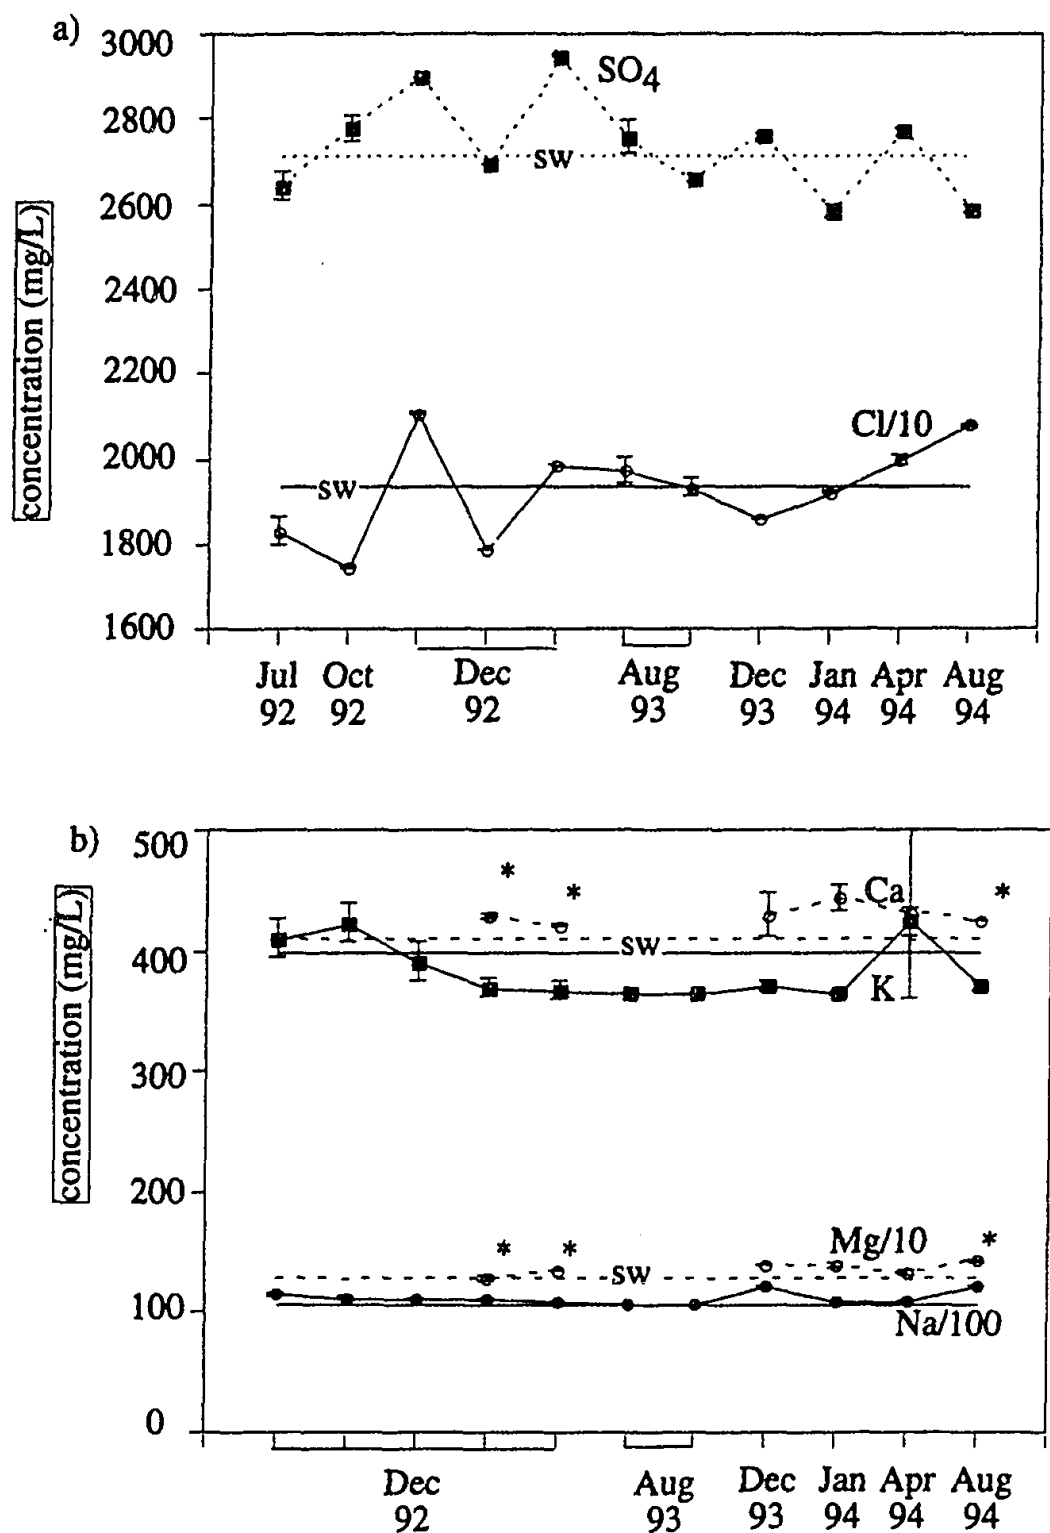 a)
3000
2800
2600
2400
2200
2000
1800
1600
concentration (mg/L)
SO4
sw
Cl/10
sw
Jul 92
Oct 92
Dec 92
Aug 93
Dec 93
Jan 94
Apr 94
Aug 94
b)
500
400
300
200
100
0
concentration (mg/L)
* *
Ca
*
sw
K
* *
Mg/10
*
sw
Na/100
Dec 92
Aug 93
Dec 93
Jan 94
Apr 94
Aug 94